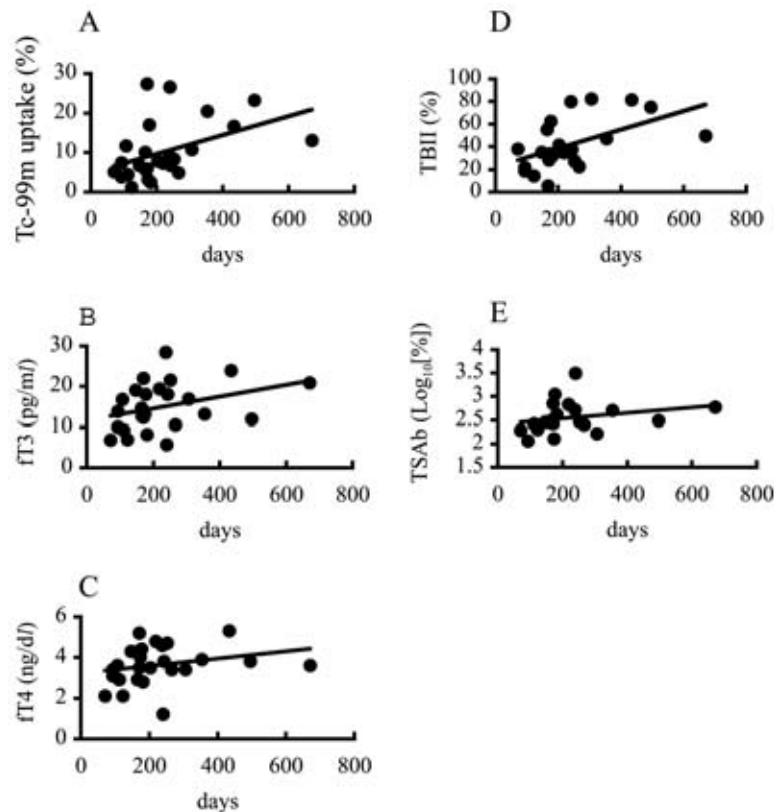 A
Tc-99m uptake (%)
30
20
10
0
0 200 400 600 800
days
B
fT3 (pg/ml)
30
20
10
0
0 200 400 600 800
days
C
fT4 (ng/dl)
6
4
2
0
0 200 400 600 800
days
D
TBII (%)
100
80
60
40
20
0
0 200 400 600 800
days
E
TSAb (Log₁₀[%])
4
3.5
3
2.5
2
1.5
0 200 400 600 800
days